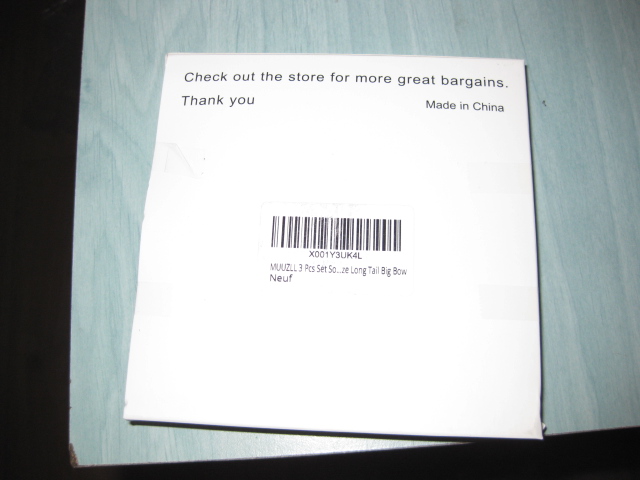 Check out the store for more great bargains.
Thank you
Made in China
X001Y3UK4L
MUUZLL 3 Pcs Set So...ze Long Tail Big Bow
Neuf